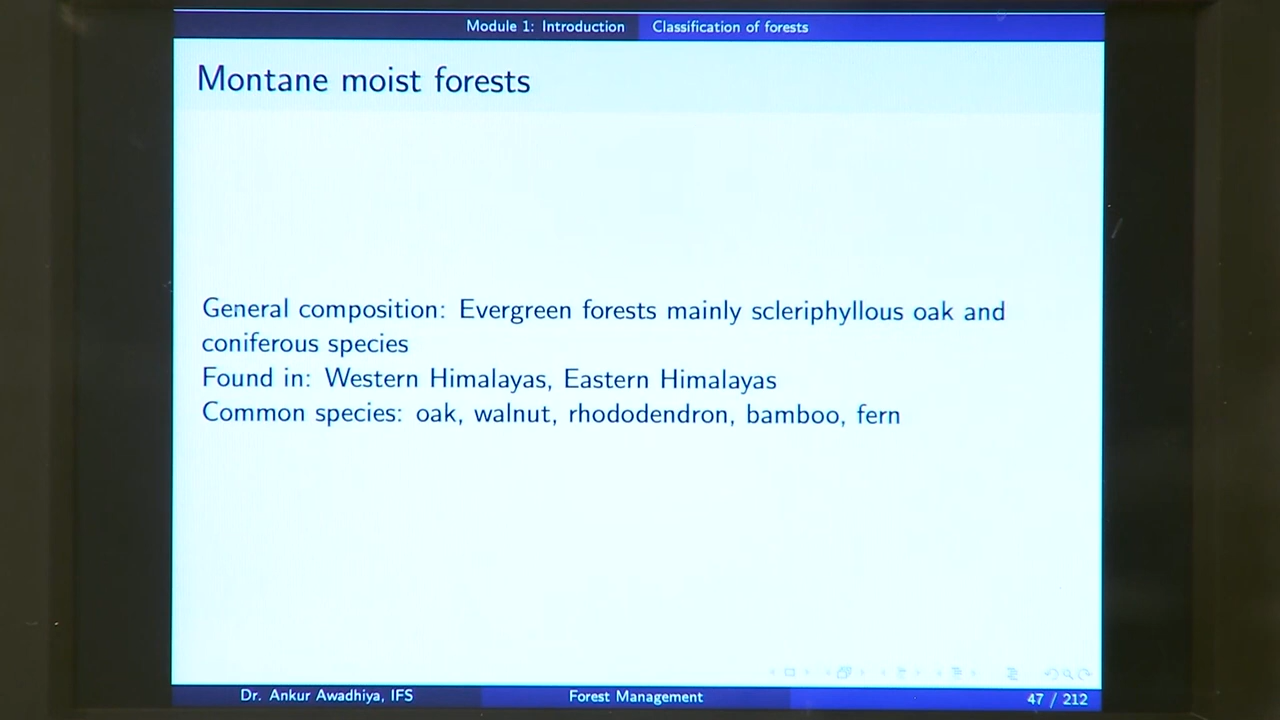 Module 1: Introduction Classification of forests
Montane moist forests
General composition: Evergreen forests mainly scleriphyllous oak and
coniferous species
Found in: Western Himalayas, Eastern Himalayas
Common species: oak, walnut, rhododendron, bamboo, fern
Dr. Ankur Awadhiya, IFS Forest Management 47 / 212